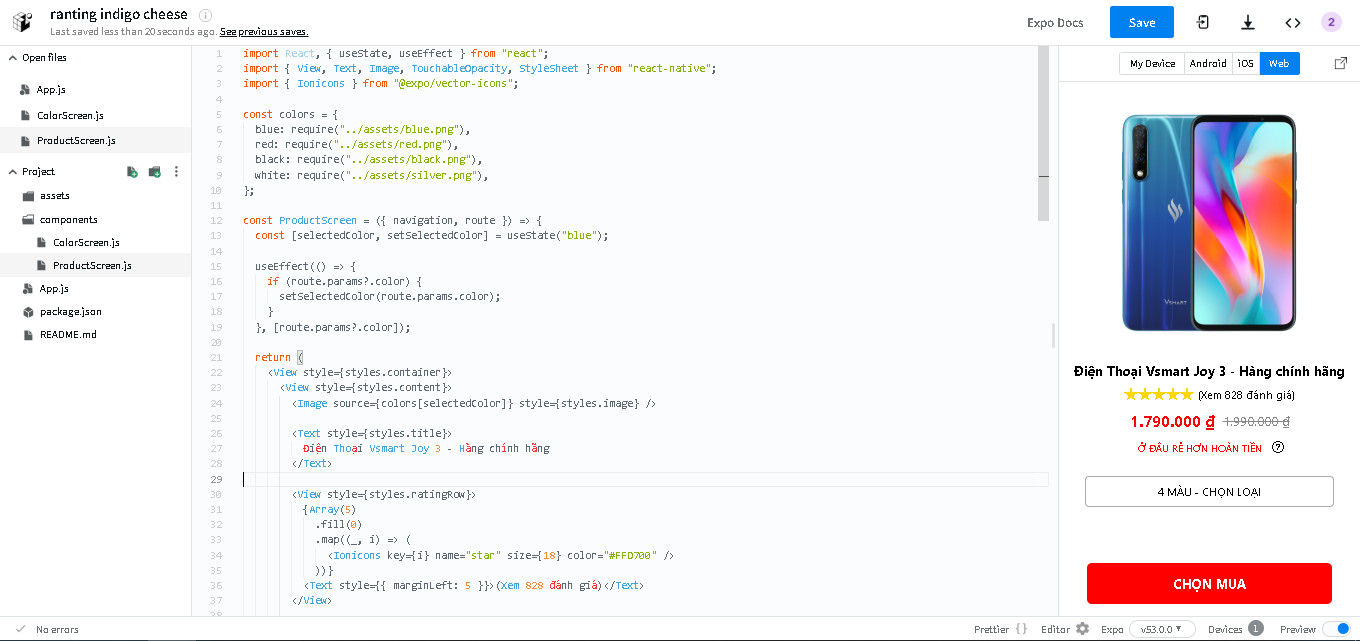 ranting indigo cheese
Last saved less than 20 seconds ago. See previous saves.
Expo Docs
Save
2
Open files
App.js
ColorScreen.js
ProductScreen.js
Project
assets
components
ColorScreen.js
ProductScreen.js
App.js
package.json
README.md
1 import React, { useState, useEffect } from "react";
2 import { View, Text, Image, TouchableOpacity, StyleSheet } from "react-native";
3 import { Ionicons } from "@expo/vector-icons";
4
5 const colors = {
6 blue: require("../assets/blue.png"),
7 red: require("../assets/red.png"),
8 black: require("../assets/black.png"),
9 white: require("../assets/silver.png"),
10 };
11
12 const ProductScreen = ({ navigation, route }) => {
13 const [selectedColor, setSelectedColor] = useState("blue");
14
15 useEffect(() => {
16 if (route.params?.color) {
17 setSelectedColor(route.params.color);
18 }
19 }, [route.params?.color]);
20
21 return (
22 <View style={styles.container}>
23 <View style={styles.content}>
24 <Image source={colors[selectedColor]} style={styles.image} />
25
26 <Text style={styles.title}>
27 Điện Thoại Vsmart Joy 3 - Hàng chính hãng
28 </Text>
29
30 <View style={styles.ratingRow}>
31 {Array(5)
32 .fill(0)
33 .map((_, i) => (
34 <Ionicons key={i} name="star" size={18} color="#FFD700" />
35 ))}
36 <Text style={{ marginLeft: 5 }}>(Xem 828 đánh giá)</Text>
37 </View>
38
My Device
Android
iOS
Web
VSMART
Điện Thoại Vsmart Joy 3 - Hàng chính hãng
(Xem 828 đánh giá)
1.790.000 ₫ 1.990.000 ₫
Ở ĐÂU RẺ HƠN HOÀN TIỀN ?
4 MÀU - CHỌN LOẠI
CHỌN MUA
No errors
Prettier { }
Editor
Expo
v53.0.0
Devices 1
Preview